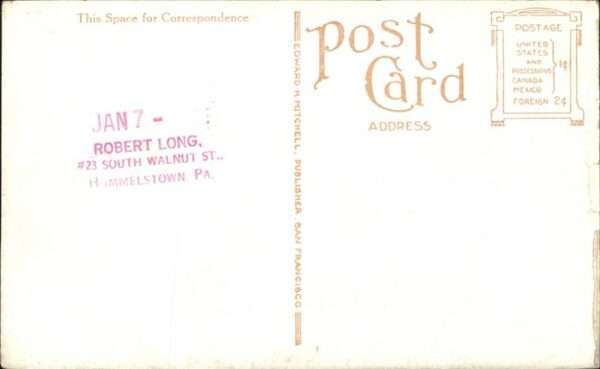 This Space for Correspondence
JAN 7 -
ROBERT LONG,
#23 SOUTH WALNUT ST.,
HUMMELSTOWN PA.
EDWARD H. MITCHELL, PUBLISHER, SAN FRANCISCO
post
Card
ADDRESS
POSTAGE
UNITED
STATES
AND
POSSESSIONS
CANADA
MEXICO
1¢
FOREIGN 2¢